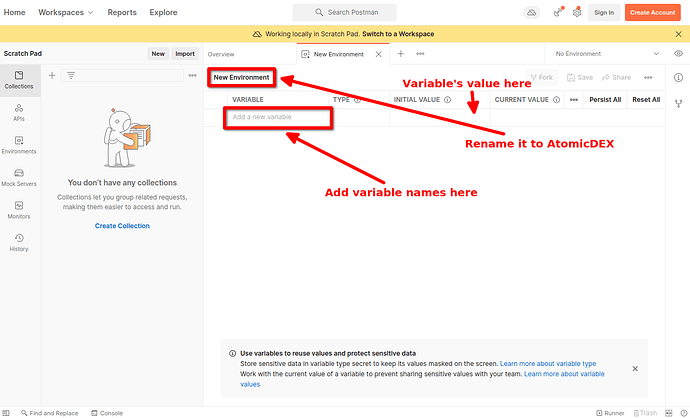 Home Workspaces Reports Explore Search Postman Sign In Create Account
Working locally in Scratch Pad. Switch to a Workspace
Scratch Pad New Import Overview New Environment No Environment
Collections
New Environment Fork Save Share
Variable's value here
VARIABLE TYPE INITIAL VALUE CURRENT VALUE Persist All Reset All
Add a new variable
APIs
Rename it to AtomicDEX
Environments
Mock Servers
You don't have any collections
Add variable names here
Collections let you group related requests,
making them easier to access and run.
Monitors
Create Collection
History
Use variables to reuse values and protect sensitive data
Store sensitive data in variable type secret to keep its values masked on the screen. Learn more about variable type
Work with the current value of a variable to prevent sharing sensitive values with your team. Learn more about variable
values
Find and Replace Console Runner Trash